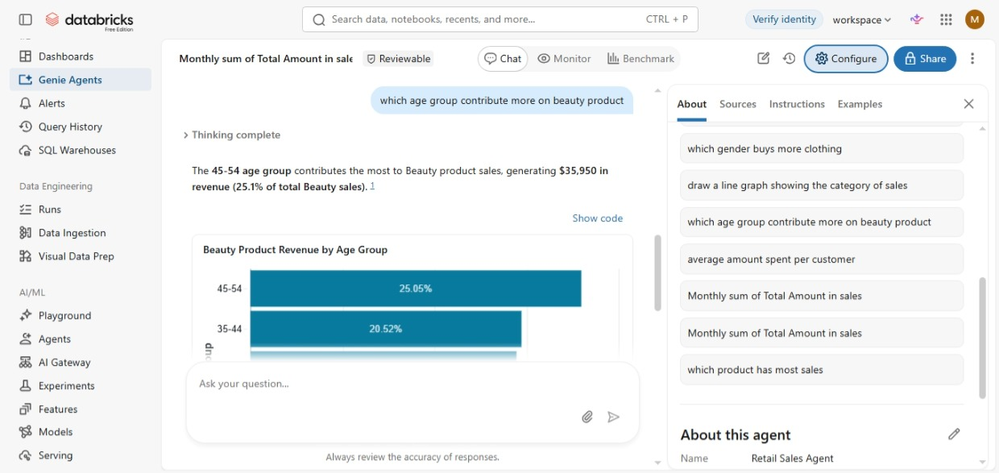 databricks
Free Edition
Search data, notebooks, recents, and more...
CTRL + P
Verify identity
workspace
M
Dashboards
Genie Agents
Alerts
Query History
SQL Warehouses
Data Engineering
Runs
Data Ingestion
Visual Data Prep
AI/ML
Playground
Agents
AI Gateway
Experiments
Features
Models
Serving
Monthly sum of Total Amount in sale
Reviewable
Chat
Monitor
Benchmark
Configure
Share
which age group contribute more on beauty product
Thinking complete
The 45-54 age group contributes the most to Beauty product sales, generating $35,950 in
revenue (25.1% of total Beauty sales). 1
Show code
Beauty Product Revenue by Age Group
45-54
25.05%
35-44
20.52%
Ask your question...
Always review the accuracy of responses.
About
Sources
Instructions
Examples
which gender buys more clothing
draw a line graph showing the category of sales
which age group contribute more on beauty product
average amount spent per customer
Monthly sum of Total Amount in sales
Monthly sum of Total Amount in sales
which product has most sales
About this agent
Name Retail Sales Agent